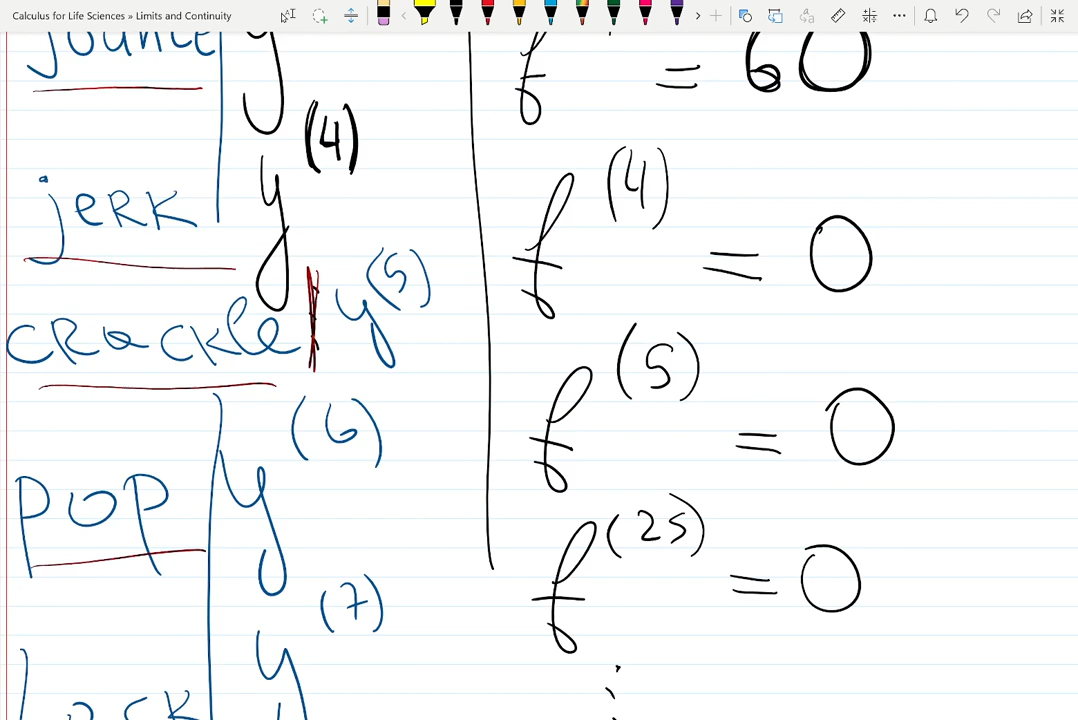 Calculus for Life Sciences » Limits and Continuity
jounce y
= 60
jerk y (4)
f (4) = 0
crackle y (5)
f (5) = 0
pop y (6)
f (25) = 0
y (7)